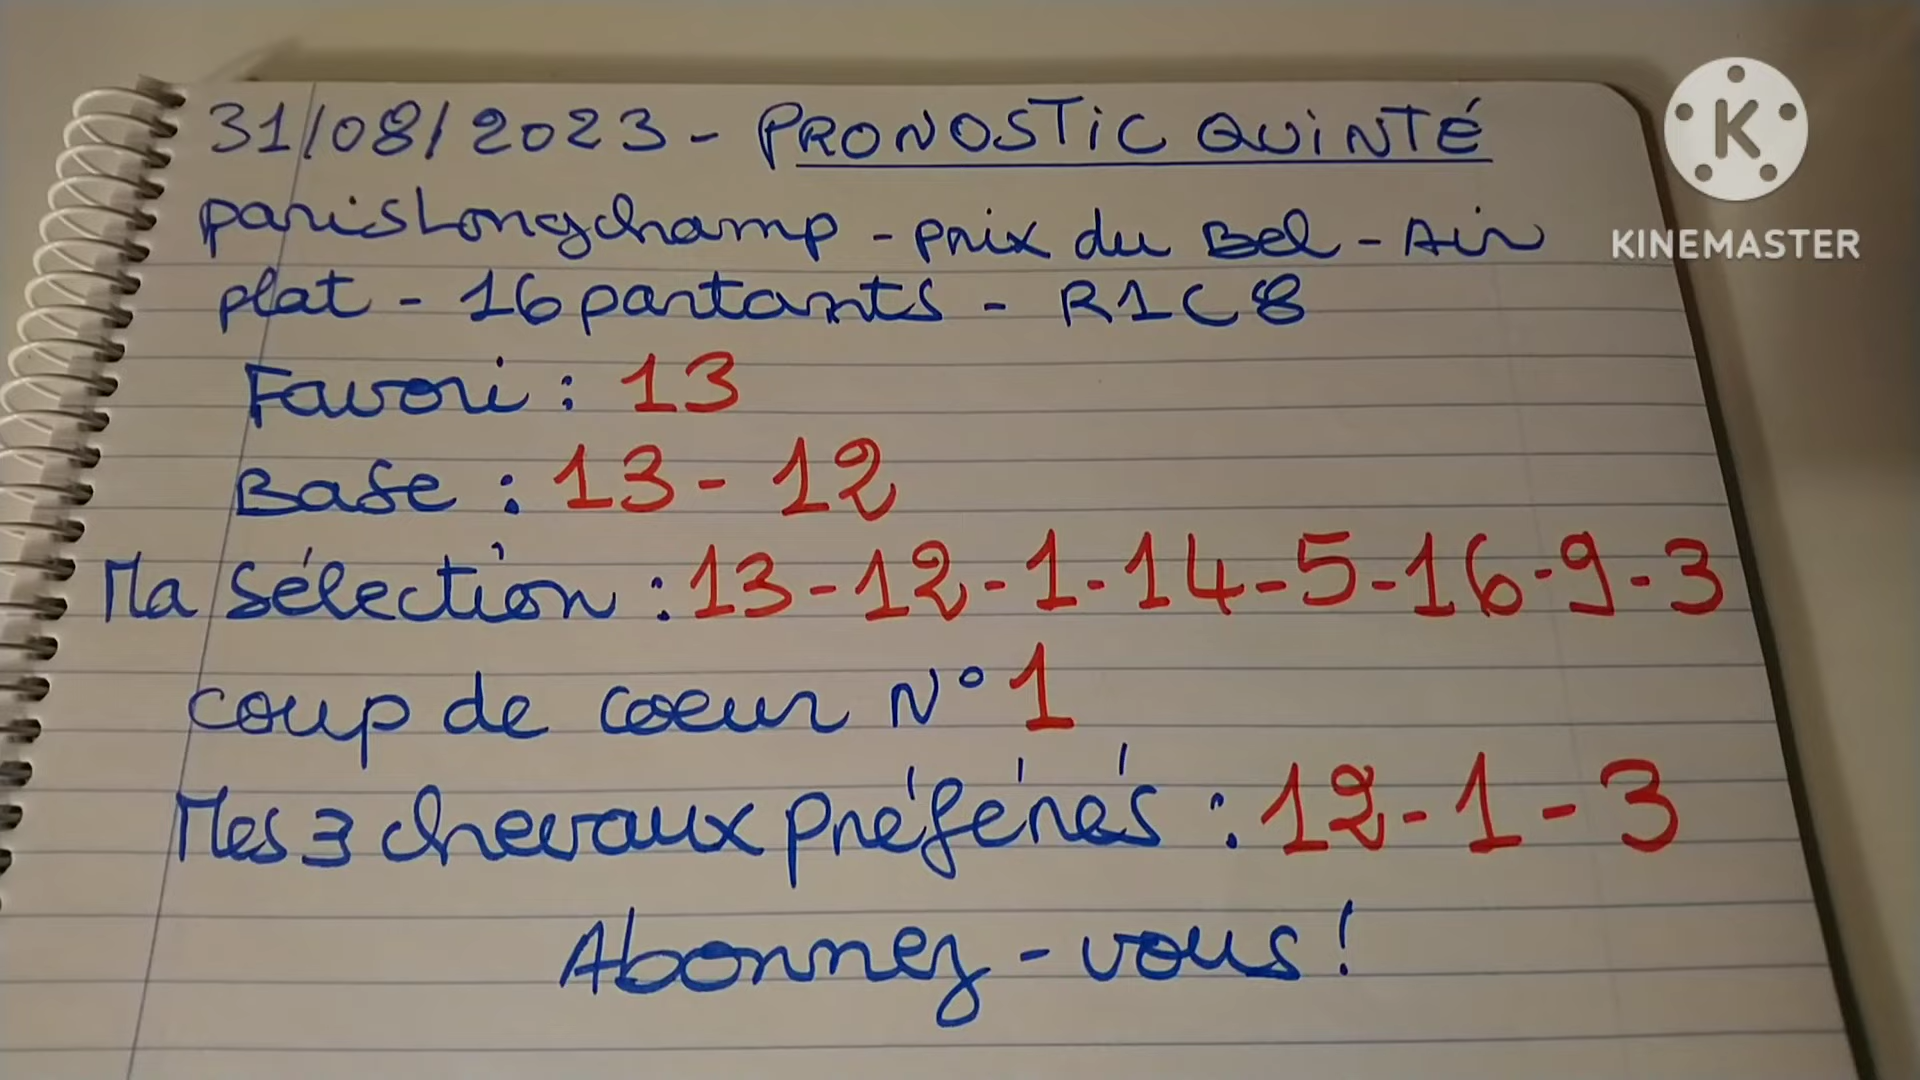 31/08/2023 - PRONOSTIC QUINTÉ
parisLongchamp - prix du Bel - Air
plat - 16 partants - R1C8
Favori : 13
Base : 13 - 12
Ma sélection : 13 - 12 - 1 - 14 - 5 - 16 - 9 - 3
coup de coeur N° 1
Mes 3 chevaux préférés : 12 - 1 - 3
Abonnez - vous !
K
KINEMASTER